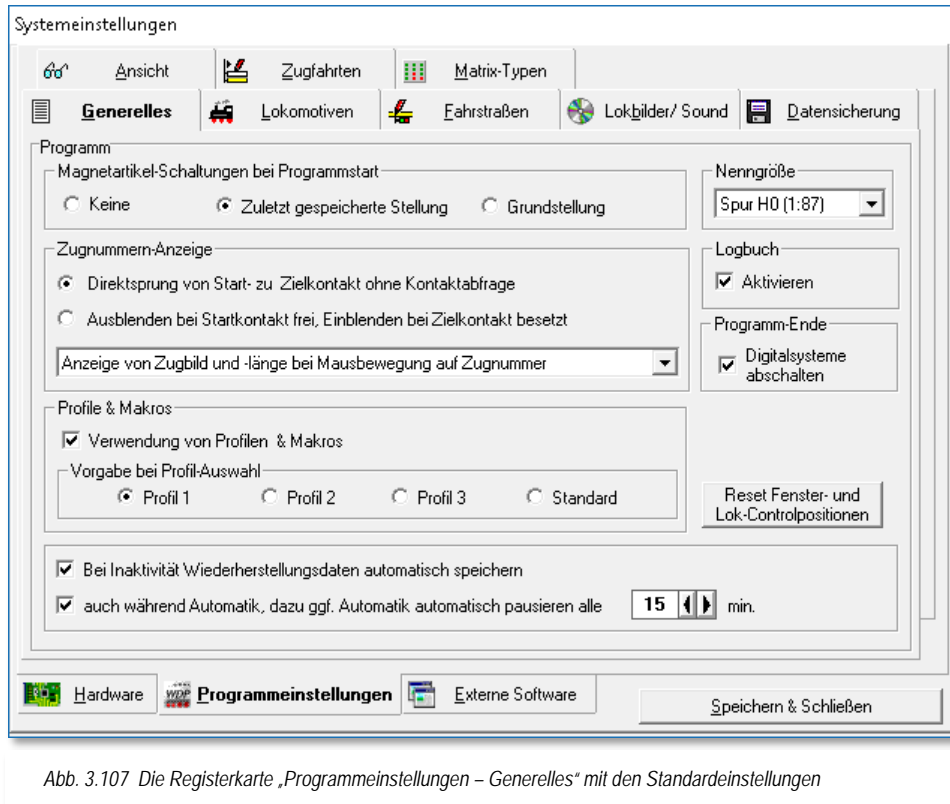 Systemeinstellungen
Ansicht
Zugfahrten
Matrix-Typen
Generelles
Lokomotiven
Fahrstraßen
Lokbilder/ Sound
Datensicherung
Programm
Magnetartikel-Schaltungen bei Programmstart
Keine
Zuletzt gespeicherte Stellung
Grundstellung
Nenngröße
Spur H0 (1:87)
Zugnummern-Anzeige
Direktsprung von Start- zu Zielkontakt ohne Kontaktabfrage
Ausblenden bei Startkontakt frei, Einblenden bei Zielkontakt besetzt
Anzeige von Zugbild und -länge bei Mausbewegung auf Zugnummer
Logbuch
Aktivieren
Programm-Ende
Digitalsysteme
abschalten
Profile & Makros
Verwendung von Profilen & Makros
Vorgabe bei Profil-Auswahl
Profil 1
Profil 2
Profil 3
Standard
Reset Fenster- und
Lok-Controlpositionen
Bei Inaktivität Wiederherstellungsdaten automatisch speichern
auch während Automatik, dazu ggf. Automatik automatisch pausieren alle 15 min.
Hardware
WDP
Programmeinstellungen
Externe Software
Speichern & Schließen
Abb. 3.107 Die Registerkarte „Programmeinstellungen – Generelles“ mit den Standardeinstellungen